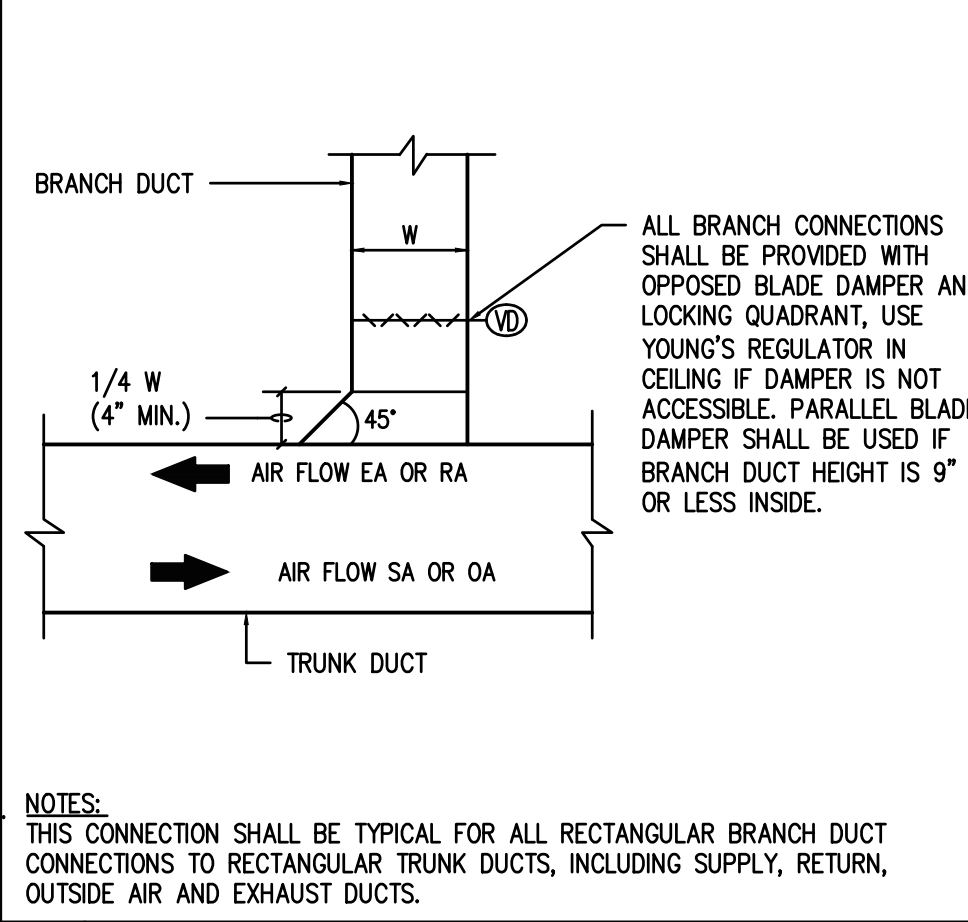 BRANCH DUCT
W
ALL BRANCH CONNECTIONS
SHALL BE PROVIDED WITH
OPPOSED BLADE DAMPER AN
LOCKING QUADRANT, USE
YOUNG'S REGULATOR IN
CEILING IF DAMPER IS NOT
ACCESSIBLE. PARALLEL BLADE
DAMPER SHALL BE USED IF
BRANCH DUCT HEIGHT IS 9"
OR LESS INSIDE.
VD
1/4 W
(4" MIN.)
45°
AIR FLOW EA OR RA
AIR FLOW SA OR OA
TRUNK DUCT
NOTES:
THIS CONNECTION SHALL BE TYPICAL FOR ALL RECTANGULAR BRANCH DUCT
CONNECTIONS TO RECTANGULAR TRUNK DUCTS, INCLUDING SUPPLY, RETURN,
OUTSIDE AIR AND EXHAUST DUCTS.